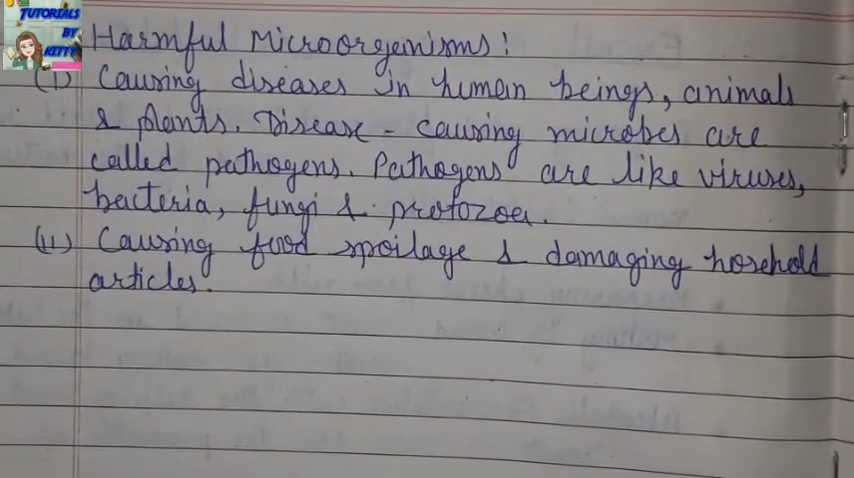 TUTORIALS
BY
KITTY
Harmful Microorganisms:
(i) Causing diseases in human beings, animals
& plants. Disease - causing microbes are
called pathogens. Pathogens are like viruses,
bacteria, fungi & protozoa.
(ii) Causing food spoilage & damaging hosehold
articles.